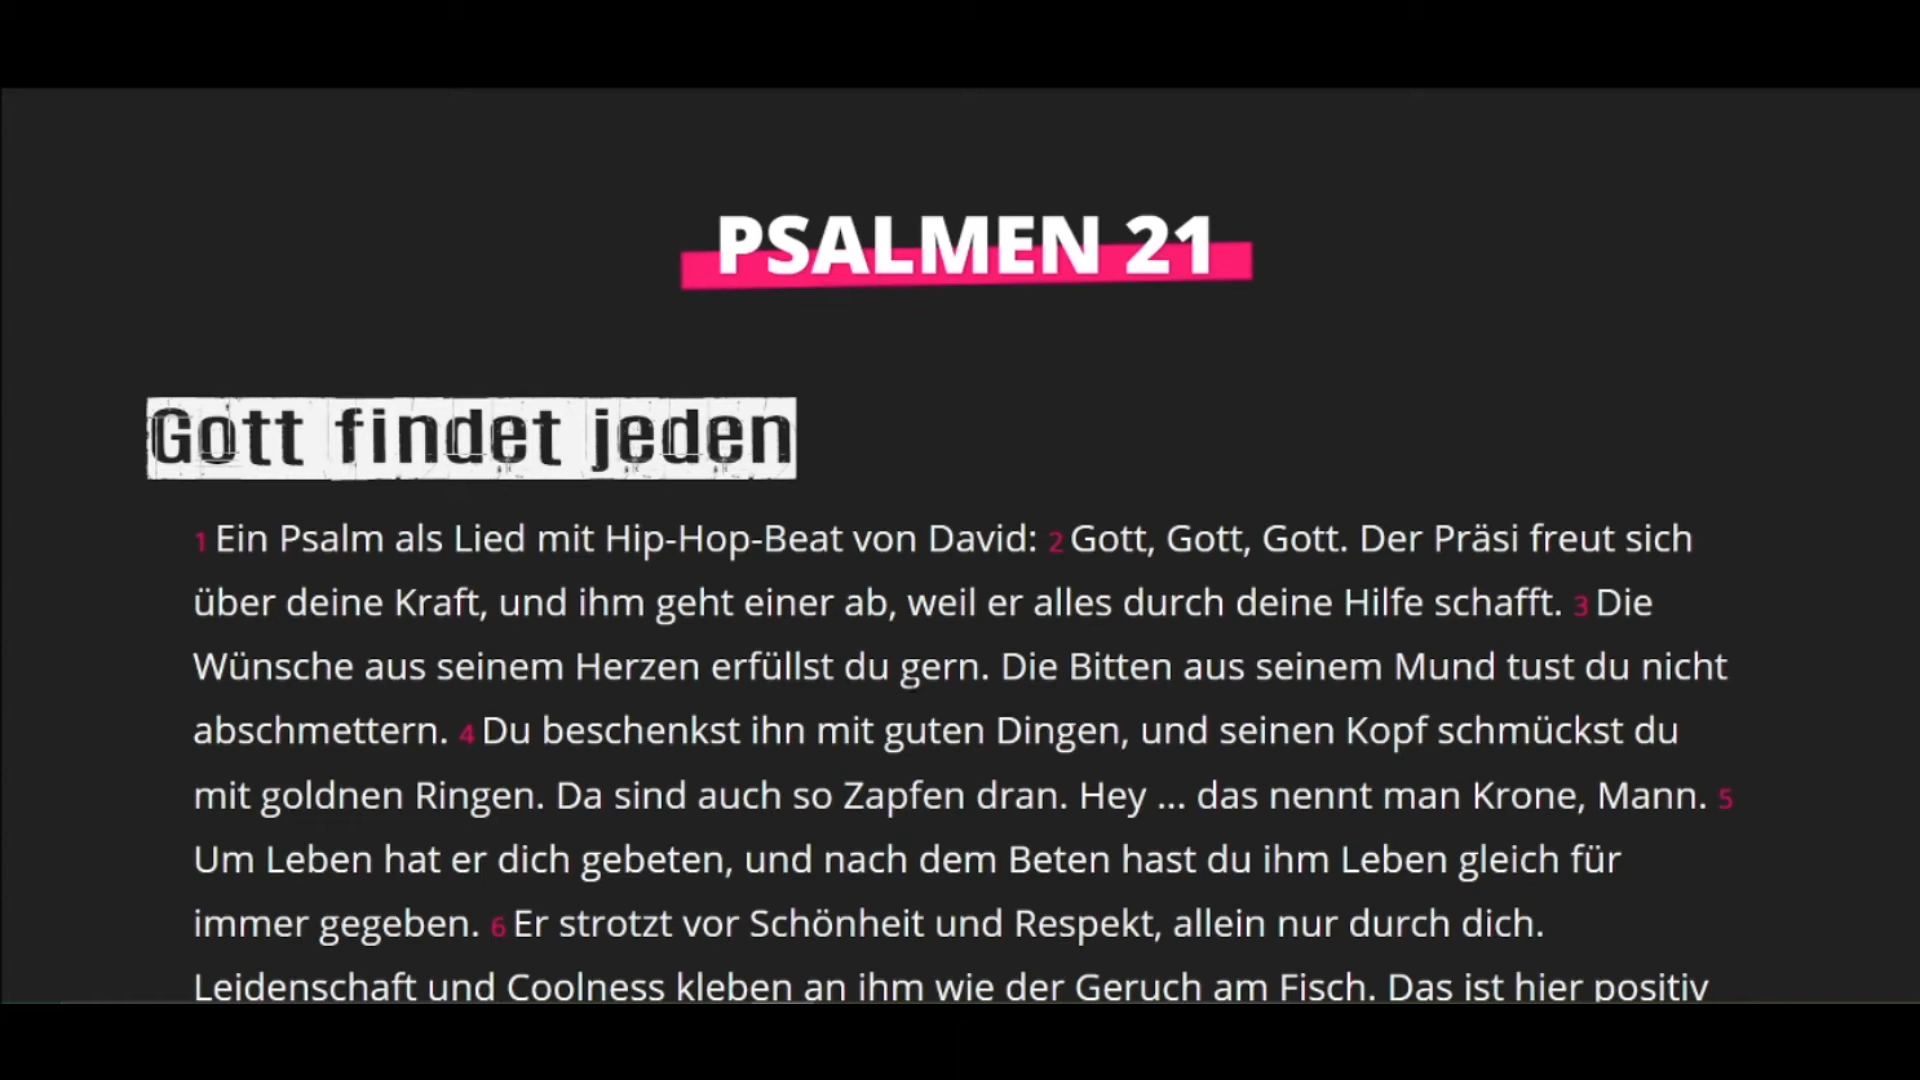 PSALMEN 21
Gott findet jeden
1 Ein Psalm als Lied mit Hip-Hop-Beat von David: 2 Gott, Gott, Gott. Der Präsi freut sich
über deine Kraft, und ihm geht einer ab, weil er alles durch deine Hilfe schafft. 3 Die
Wünsche aus seinem Herzen erfüllst du gern. Die Bitten aus seinem Mund tust du nicht
abschmettern. 4 Du beschenkst ihn mit guten Dingen, und seinen Kopf schmückst du
mit goldnen Ringen. Da sind auch so Zapfen dran. Hey ... das nennt man Krone, Mann. 5
Um Leben hat er dich gebeten, und nach dem Beten hast du ihm Leben gleich für
immer gegeben. 6 Er strotzt vor Schönheit und Respekt, allein nur durch dich.
Leidenschaft und Coolness kleben an ihm wie der Geruch am Fisch. Das ist hier positiv